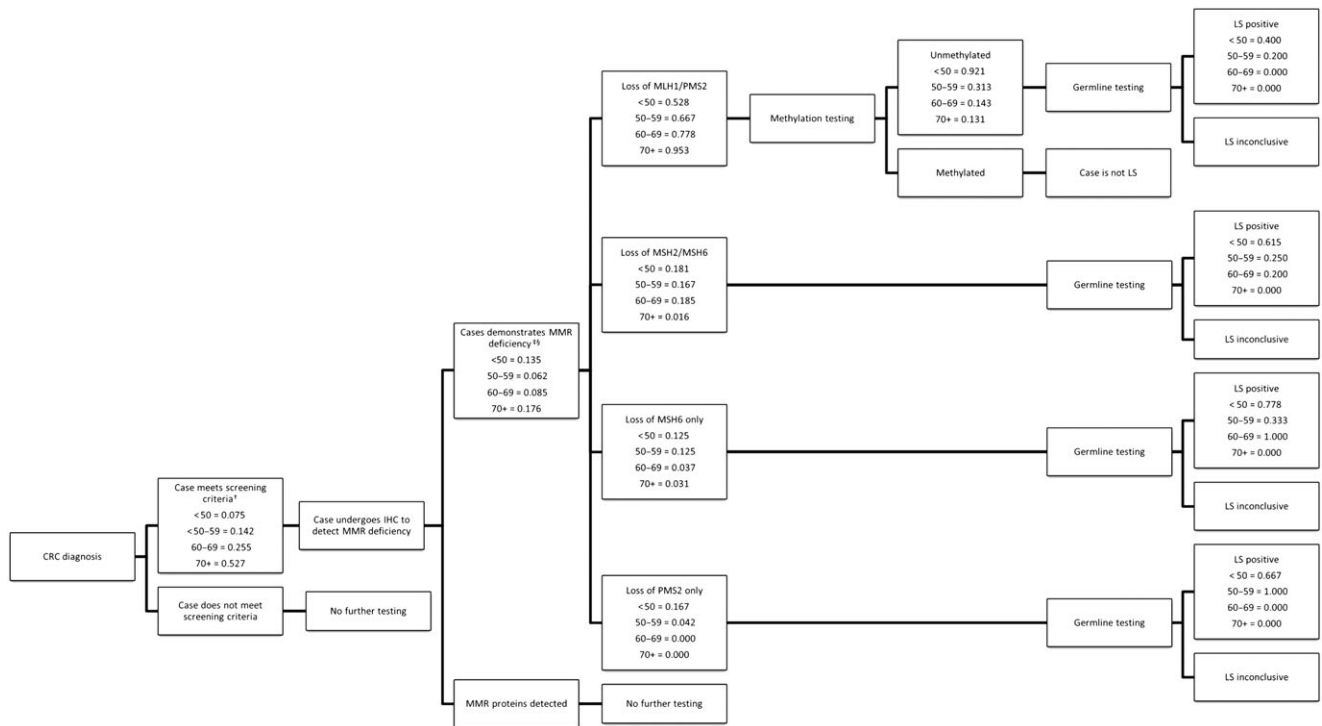 CRC diagnosis
Case meets screening
criteria†
<50 = 0.075
<50–59 = 0.142
60–69 = 0.255
70+ = 0.527
Case does not meet
screening criteria
Case undergoes IHC to
detect MMR deficiency
No further testing
Cases demonstrates MMR
deficiency‡§
<50 = 0.135
50–59 = 0.062
60–69 = 0.085
70+ = 0.176
MMR proteins detected
No further testing
Loss of MLH1/PMS2
<50 = 0.528
50–59 = 0.667
60–69 = 0.778
70+ = 0.953
Methylation testing
Unmethylated
<50 = 0.921
50–59 = 0.313
60–69 = 0.143
70+ = 0.131
Germline testing
LS positive
< 50 = 0.400
50–59 = 0.200
60–69 = 0.000
70+ = 0.000
LS inconclusive
Methylated
Case is not LS
Loss of MSH2/MSH6
<50 = 0.181
50–59 = 0.167
60–69 = 0.185
70+ = 0.016
Germline testing
LS positive
< 50 = 0.615
50–59 = 0.250
60–69 = 0.200
70+ = 0.000
LS inconclusive
Loss of MSH6 only
<50 = 0.125
50–59 = 0.125
60–69 = 0.037
70+ = 0.031
Germline testing
LS positive
< 50 = 0.778
50–59 = 0.333
60–69 = 1.000
70+ = 0.000
LS inconclusive
Loss of PMS2 only
<50 = 0.167
50–59 = 0.042
60–69 = 0.000
70+ = 0.000
Germline testing
LS positive
< 50 = 0.667
50–59 = 1.000
60–69 = 0.000
70+ = 0.000
LS inconclusive